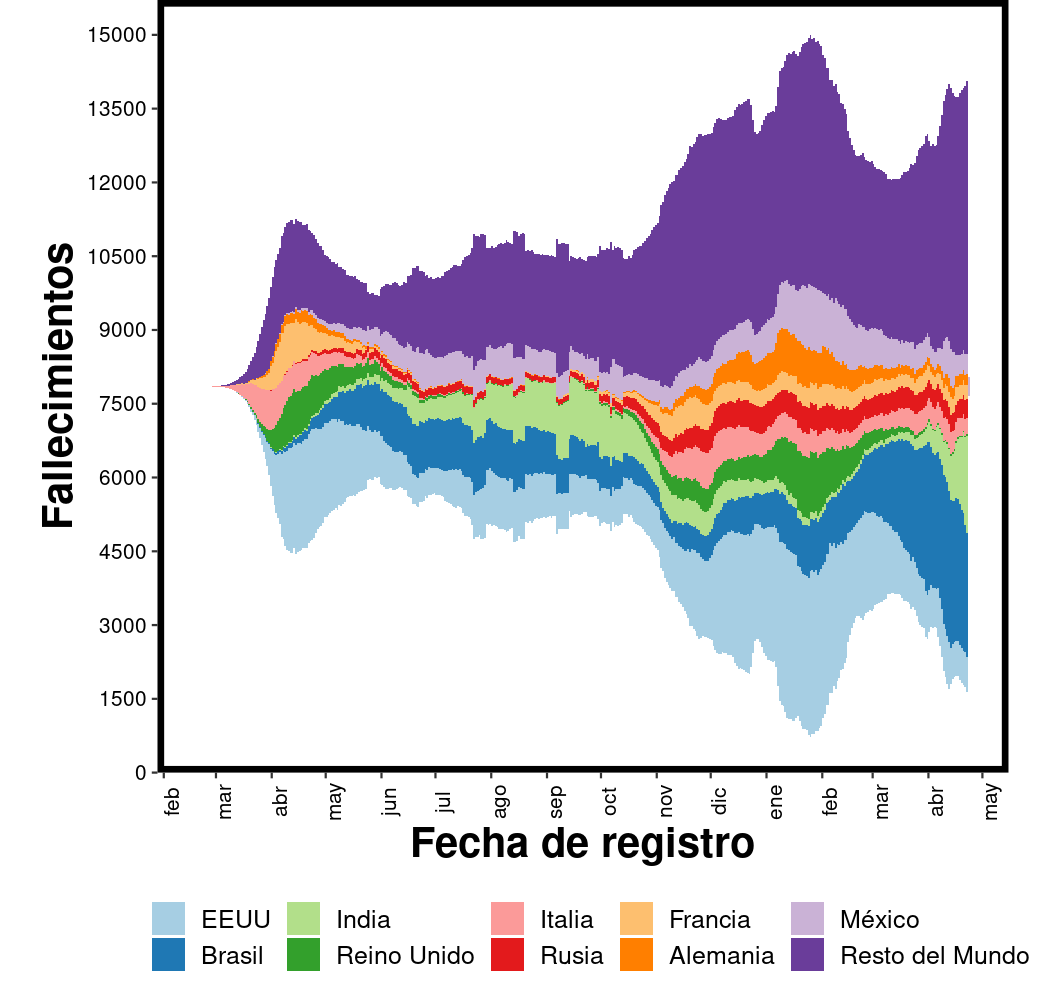 Fallecimientos
15000
13500
12000
10500
9000
7500
6000
4500
3000
1500
0
feb mar abr may jun jul ago sep oct nov dic ene feb mar abr may
Fecha de registro
EEUU India Italia Francia México
Brasil Reino Unido Rusia Alemania Resto del Mundo